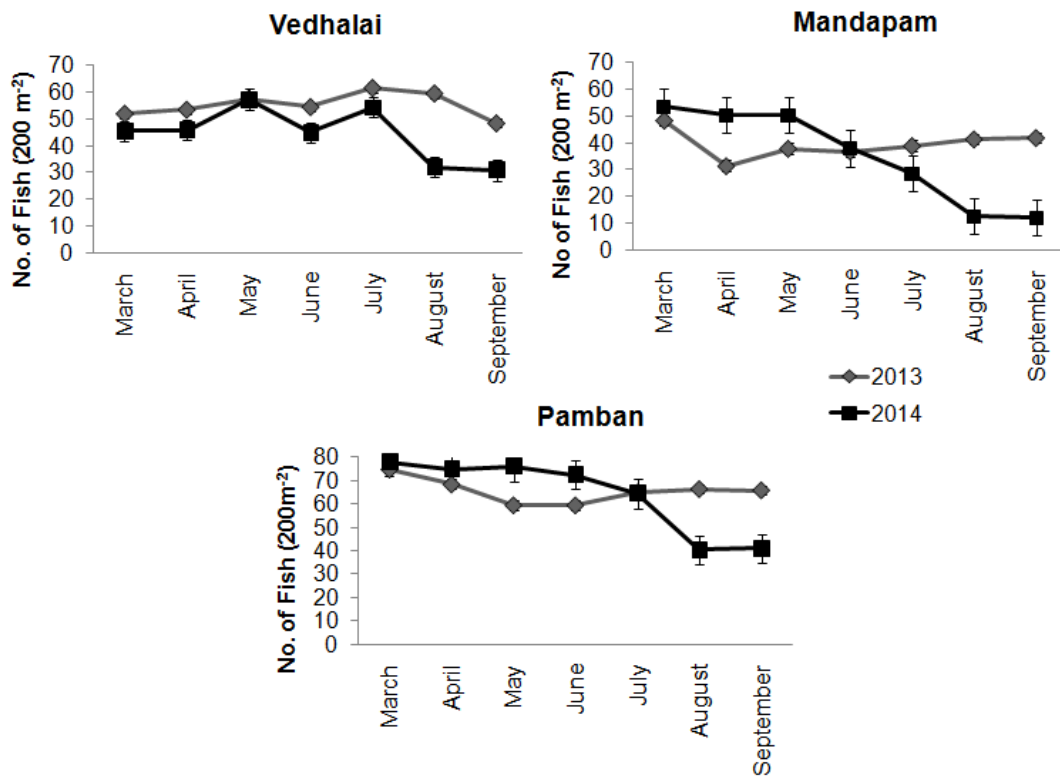 Vedhalai
No. of Fish (200 m-2)
70
60
50
40
30
20
10
0
March
April
May
June
July
August
September
Mandapam
No of Fish (200 m-2)
70
60
50
40
30
20
10
0
March
April
May
June
July
August
September
2013
2014
Pamban
No. of Fish (200m-2)
80
70
60
50
40
30
20
10
0
March
April
May
June
July
August
September